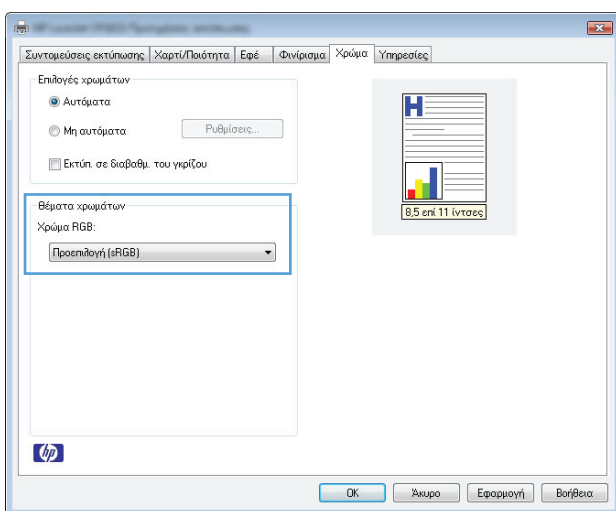 Συντομεύσεις εκτύπωσης Χαρτί/Ποιότητα Εφέ Φινίρισμα Χρώμα Υπηρεσίες
Επιλογές χρωμάτων
Αυτόματα
Μη αυτόματα Ρυθμίσεις...
Εκτύπ. σε διαβαθμ. του γκρίζου
Θέματα χρωμάτων
Χρώμα RGB:
Προεπιλογή (sRGB)
H
8,5 επί 11 ίντσες
hp
OK Άκυρο Εφαρμογή Βοήθεια